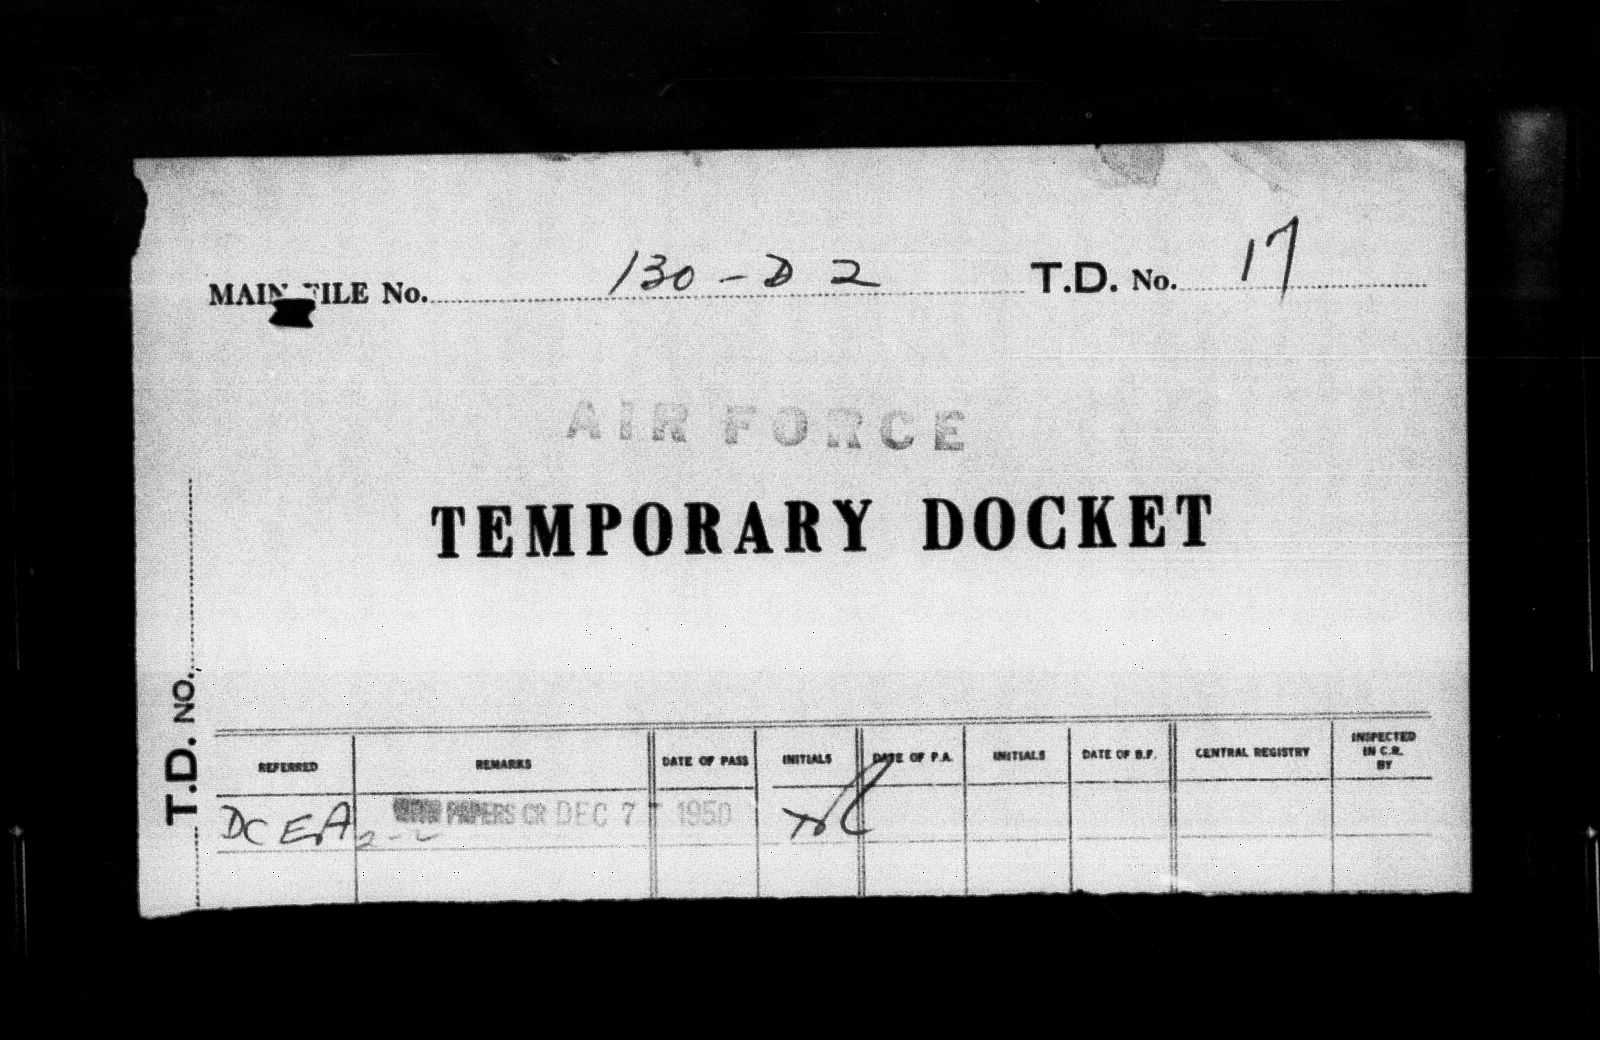 MAIN FILE No. 130-D 2 T.D. No. 17
AIR FORCE
TEMPORARY DOCKET
T.D. NO.
REFERRED REMARKS DATE OF PASS INITIALS DATE OF P.A. INITIALS DATE OF B.F. CENTRAL REGISTRY INSPECTED IN C.R. BY
DCEA WITH PAPERS CR DEC 7 1950